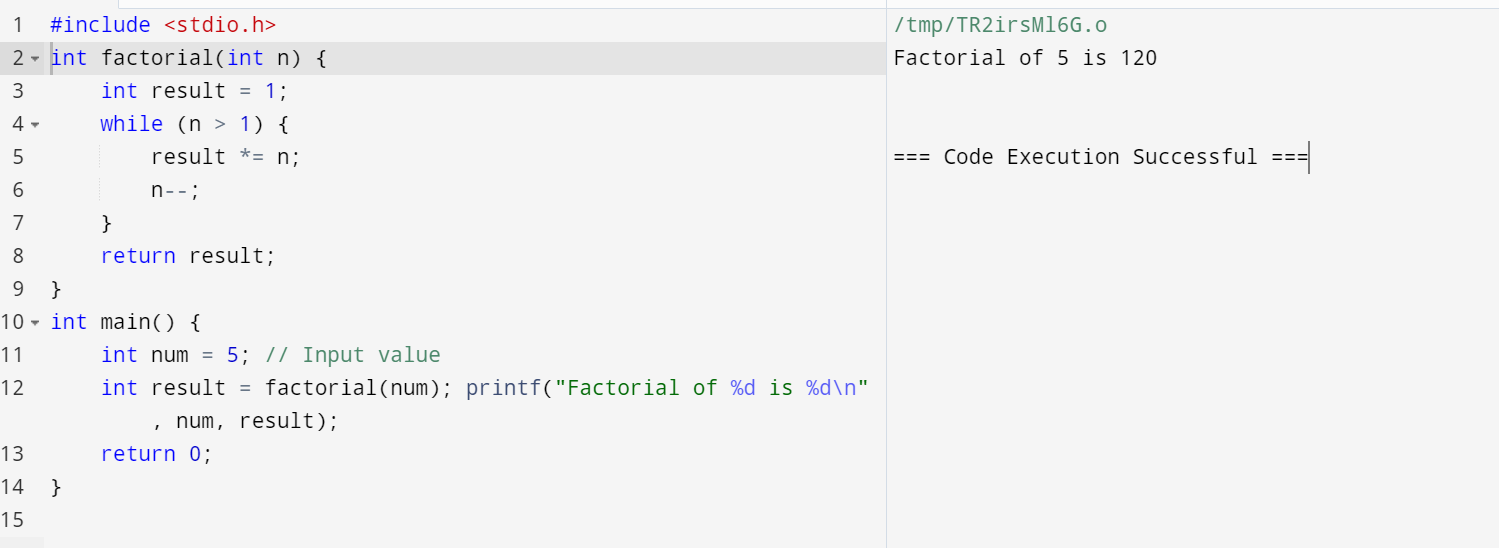 1 #include <stdio.h>
2 int factorial(int n) {
3     int result = 1;
4     while (n > 1) {
5         result *= n;
6         n--;
7     }
8     return result;
9 }
10 int main() {
11     int num = 5; // Input value
12     int result = factorial(num); printf("Factorial of %d is %d\n"
        , num, result);
13     return 0;
14 }
15
/tmp/TR2irsMl6G.o
Factorial of 5 is 120
=== Code Execution Successful ===